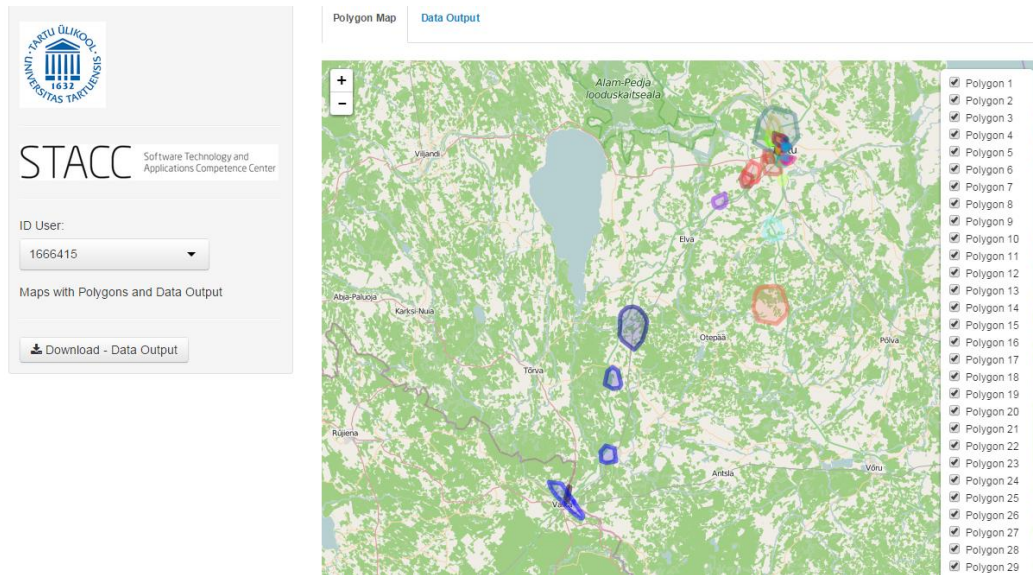 TARTU ÜLIKOOL
UNIVERSITAS TARTUENSIS
1632
STACC
Software Technology and
Applications Competence Center
ID User:
1666415
Maps with Polygons and Data Output
Download - Data Output
Polygon Map
Data Output
+
-
Alam-Pedja
looduskaitseala
Viljandi
Elva
Abja-Paluoja
Karksi-Nuia
Otepää
Põlva
Tõrva
Rūjiena
Antsla
Võru
Polygon 1
Polygon 2
Polygon 3
Polygon 4
Polygon 5
Polygon 6
Polygon 7
Polygon 8
Polygon 9
Polygon 10
Polygon 11
Polygon 12
Polygon 13
Polygon 14
Polygon 15
Polygon 16
Polygon 17
Polygon 18
Polygon 19
Polygon 20
Polygon 21
Polygon 22
Polygon 23
Polygon 24
Polygon 25
Polygon 26
Polygon 27
Polygon 28
Polygon 29